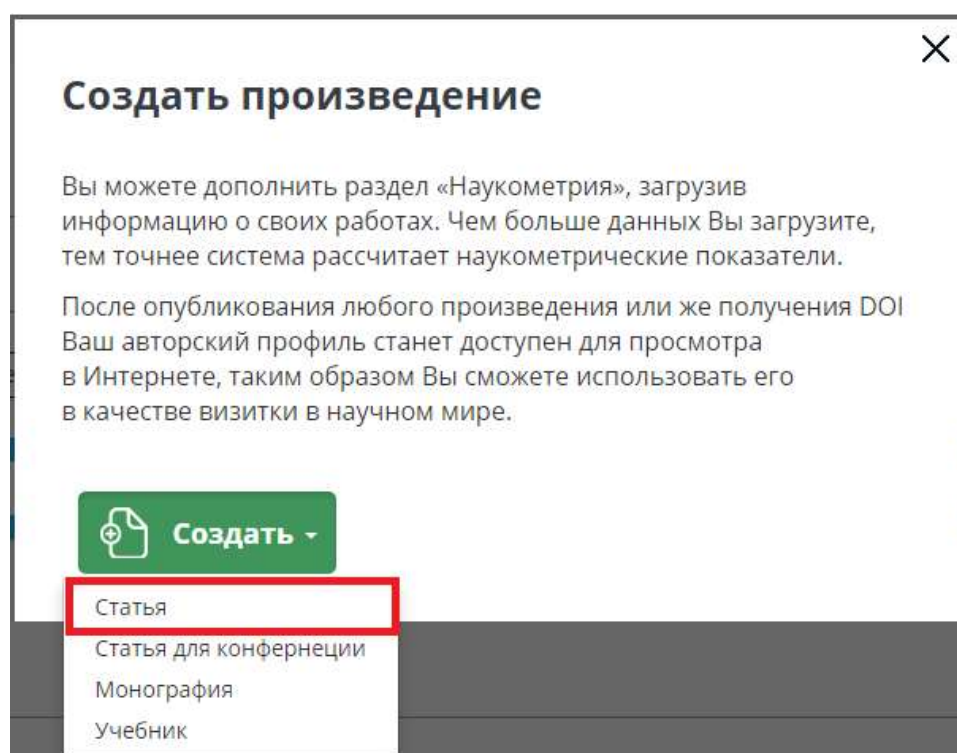 Создать произведение
Вы можете дополнить раздел «Наукометрия», загрузив
информацию о своих работах. Чем больше данных Вы загрузите,
тем точнее система рассчитает наукометрические показатели.
После опубликования любого произведения или же получения DOI
Ваш авторский профиль станет доступен для просмотра
в Интернете, таким образом Вы сможете использовать его
в качестве визитки в научном мире.
Создать
Статья
Статья для конфернеции
Монография
Учебник